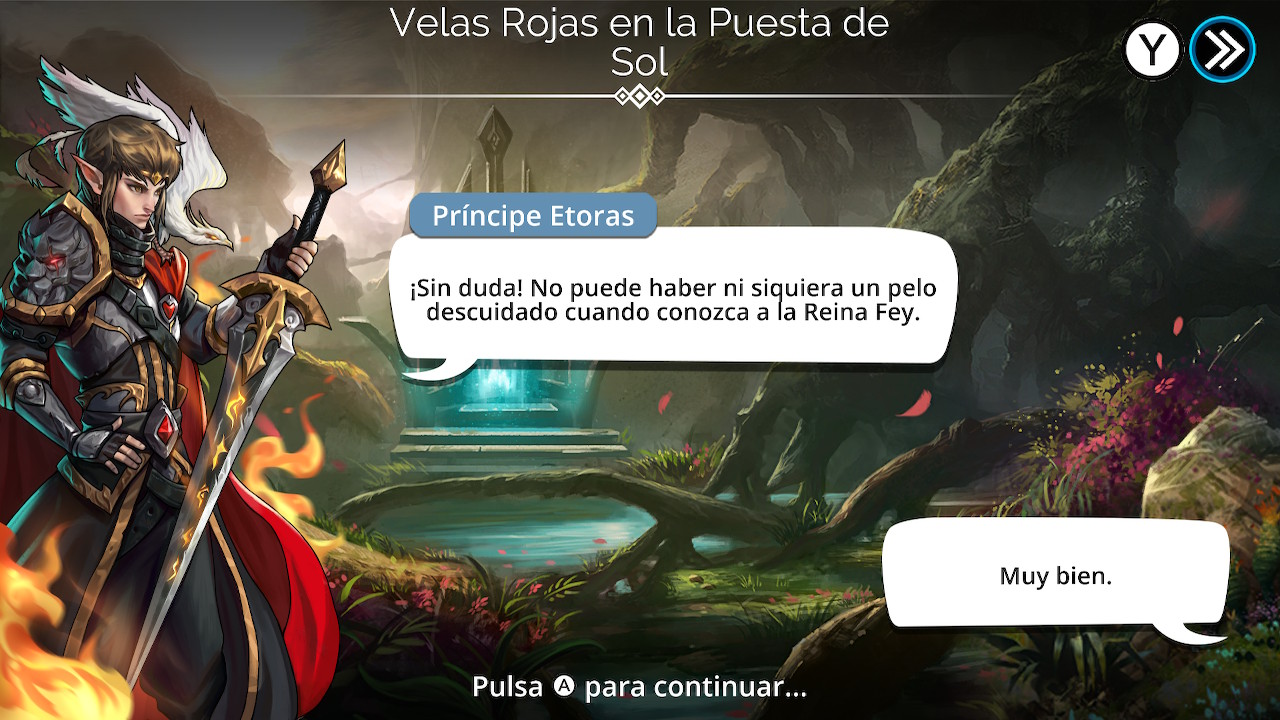 Velas Rojas en la Puesta de
Sol
Y
Príncipe Etoras
¡Sin duda! No puede haber ni siquiera un pelo
descuidado cuando conozca a la Reina Fey.
Muy bien.
Pulsa A para continuar...